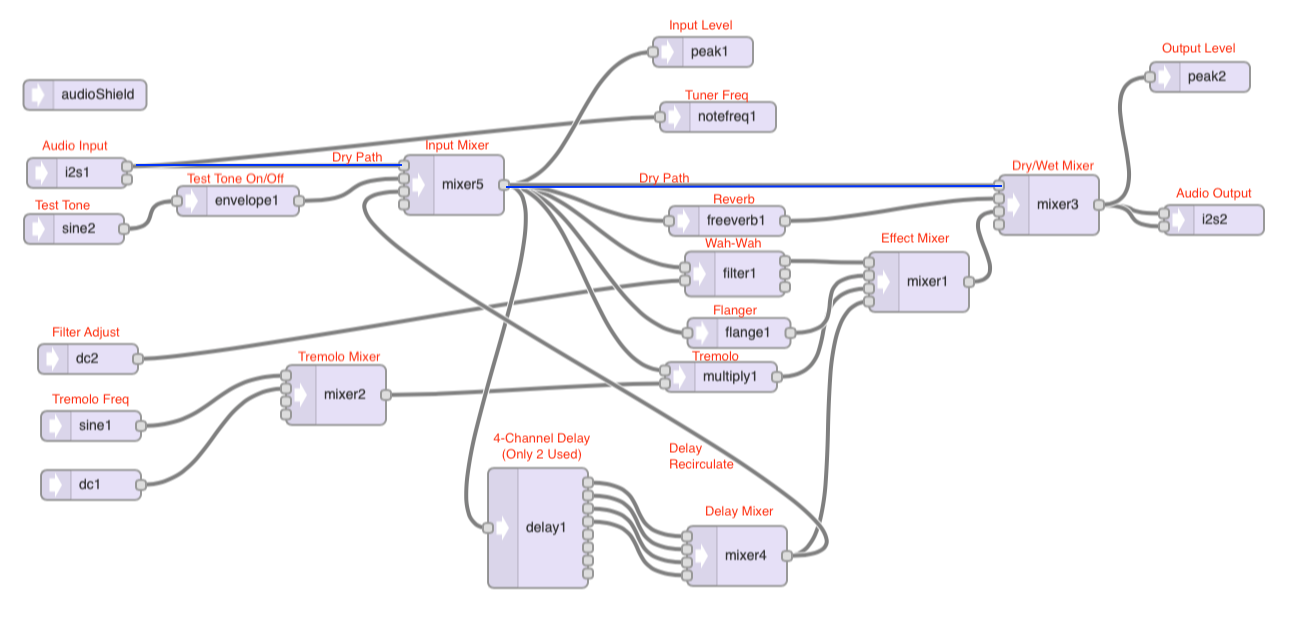 Input Level
peak1
Output Level
peak2
audioShield
Tuner Freq
notefreq1
Audio Input
i2s1
Dry Path
Input Mixer
mixer5
Test Tone On/Off
envelope1
Test Tone
sine2
Dry Path
Dry/Wet Mixer
mixer3
Audio Output
i2s2
Reverb
freeverb1
Wah-Wah
filter1
Effect Mixer
mixer1
Flanger
flange1
Filter Adjust
dc2
Tremolo Mixer
mixer2
Tremolo
multiply1
Tremolo Freq
sine1
dc1
4-Channel Delay
(Only 2 Used)
delay1
Delay
Recirculate
Delay Mixer
mixer4